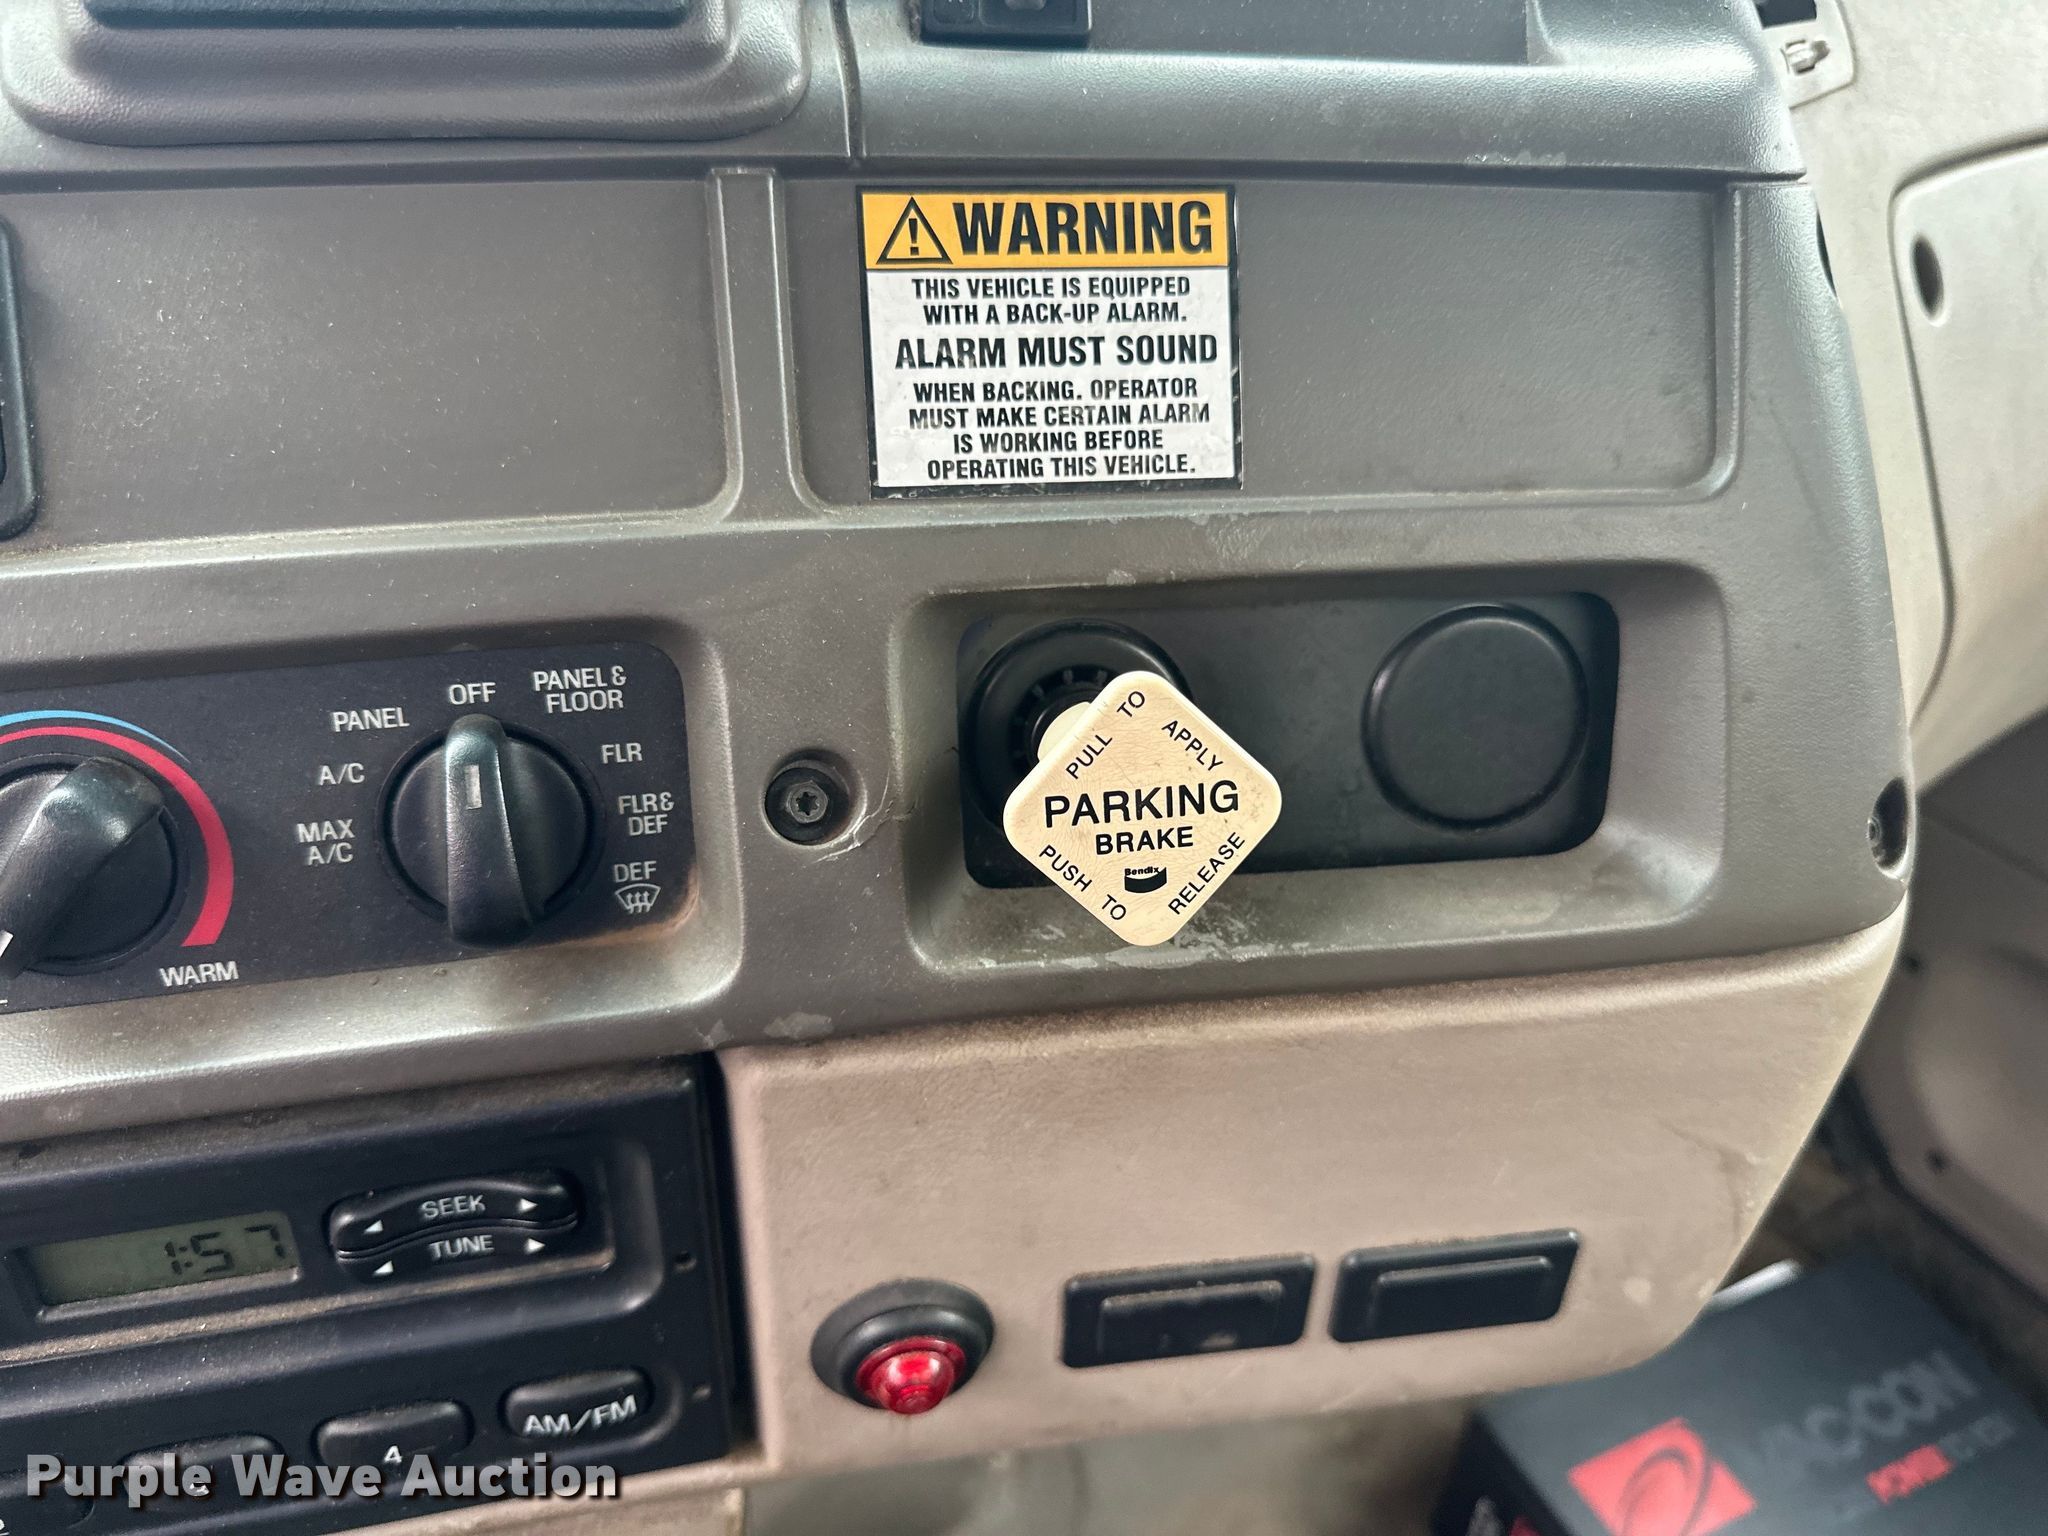 WARNING
THIS VEHICLE IS EQUIPPED
WITH A BACK-UP ALARM.
ALARM MUST SOUND
WHEN BACKING. OPERATOR
MUST MAKE CERTAIN ALARM
IS WORKING BEFORE
OPERATING THIS VEHICLE.
OFF
PANEL &
FLOOR
PANEL
FLR
A/C
FLR &
DEF
MAX
A/C
DEF
WARM
PULL TO APPLY
PARKING
BRAKE
Bendix
PUSH TO RELEASE
SEEK
TUNE
1:57
AM/FM
4
VAC-CON
Purple Wave Auction